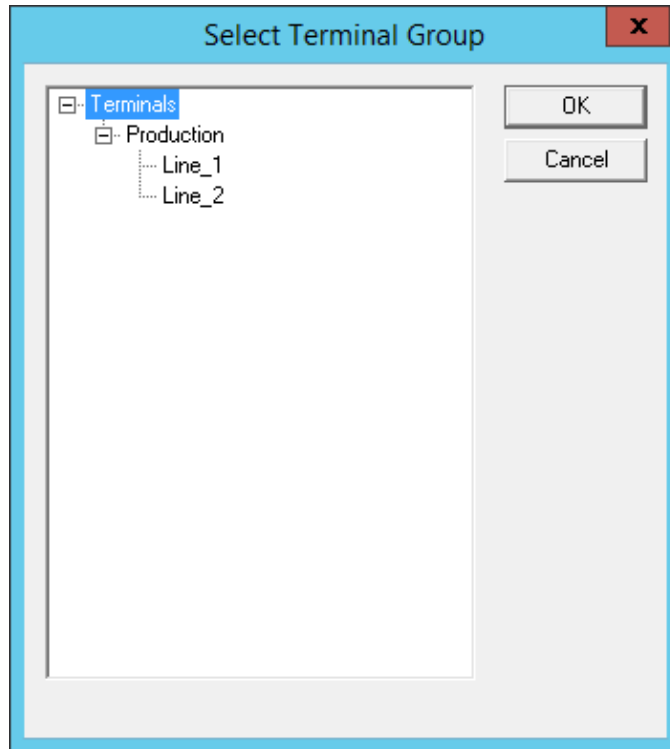 Select Terminal Group
x
Terminals
Production
Line_1
Line_2
OK
Cancel